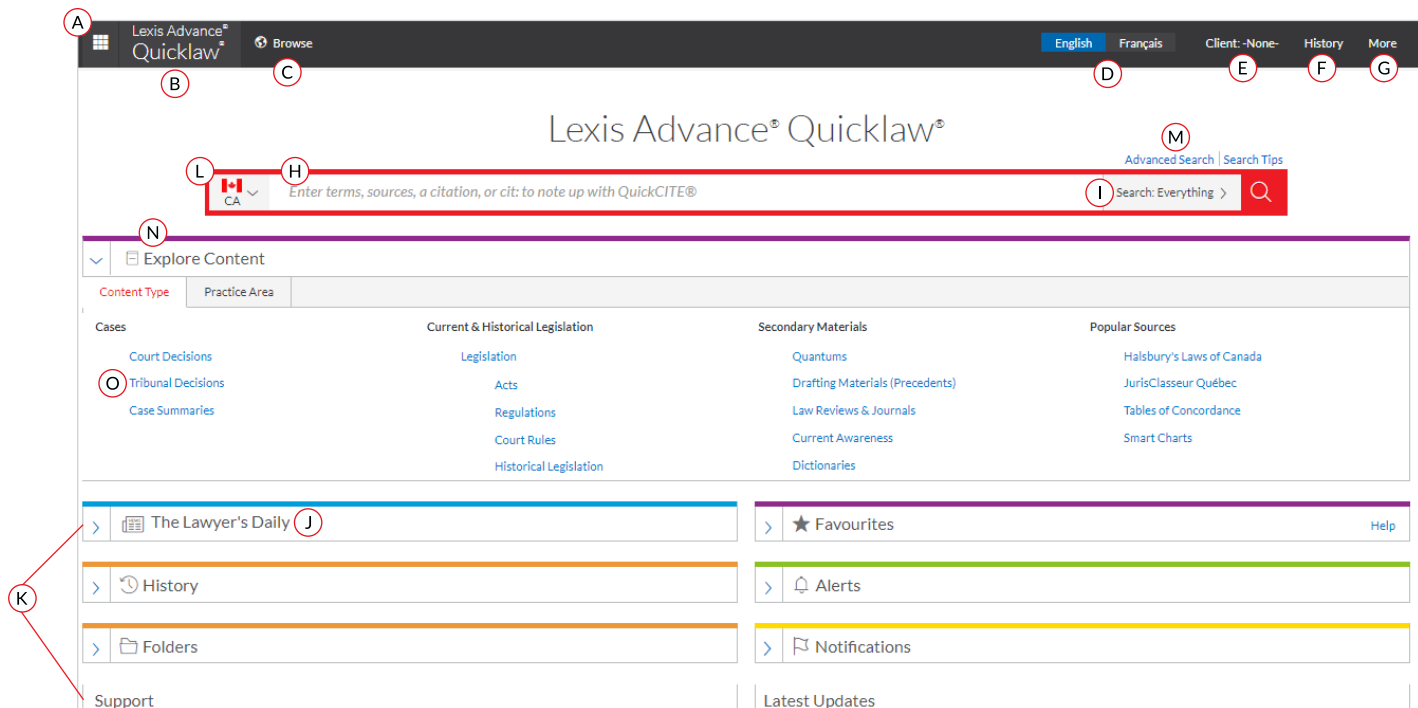 A
Lexis Advance®
Quicklaw®
Browse
English Français
Client: -None-
History
More
B
C
D
E
F
G
Lexis Advance® Quicklaw®
M
Advanced Search | Search Tips
L
H
CA
Enter terms, sources, a citation, or cit: to note up with QuickCITE®
I
Search: Everything
N
Explore Content
Content Type
Practice Area
Cases
Court Decisions
O
Tribunal Decisions
Case Summaries
Current & Historical Legislation
Legislation
Acts
Regulations
Court Rules
Historical Legislation
Secondary Materials
Quantums
Drafting Materials (Precedents)
Law Reviews & Journals
Current Awareness
Dictionaries
Popular Sources
Halsbury's Laws of Canada
JurisClasseur Québec
Tables of Concordance
Smart Charts
The Lawyer's Daily
J
Favourites
Help
K
History
Alerts
Folders
Notifications
Support
Latest Updates